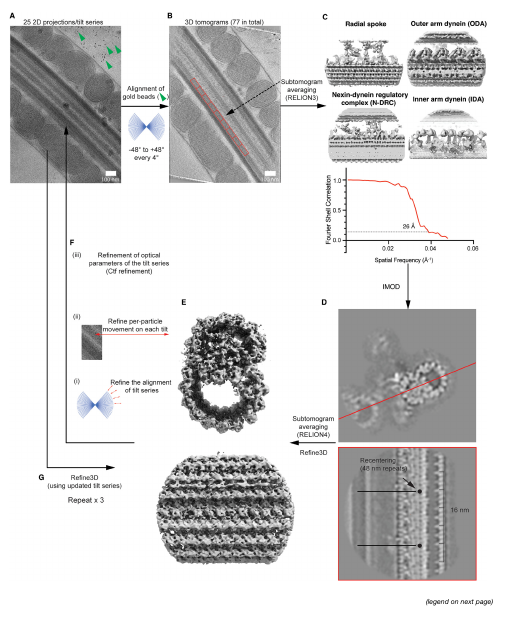 A
25 2D projections/tilt series
100 nm
Alignment of
gold beads ( )
-48° to +48°
every 4°
B
3D tomograms (77 in total)
100 nm
Subtomogram
averaging
(RELION3)
C
Radial spoke
Outer arm dynein (ODA)
Nexin-dynein regulatory
complex (N-DRC)
Inner arm dynein (IDA)
Fourier Shell Correlation
1.0
0.5
0.0
26 Å
0.00
0.02
0.04
0.06
Spatial Frequency (Å⁻¹)
IMOD
D
Recentering
(48 nm repeats)
16 nm
Subtomogram
averaging
(RELION4)
Refine3D
E
F
(iii)
Refinement of optical
parameters of the tilt series
(Ctf refinement)
(ii)
Refine per-particle
movement on each tilt
(i)
Refine the alignment
of tilt series
G
Refine3D
(using updated tilt series)
Repeat x 3
(legend on next page)